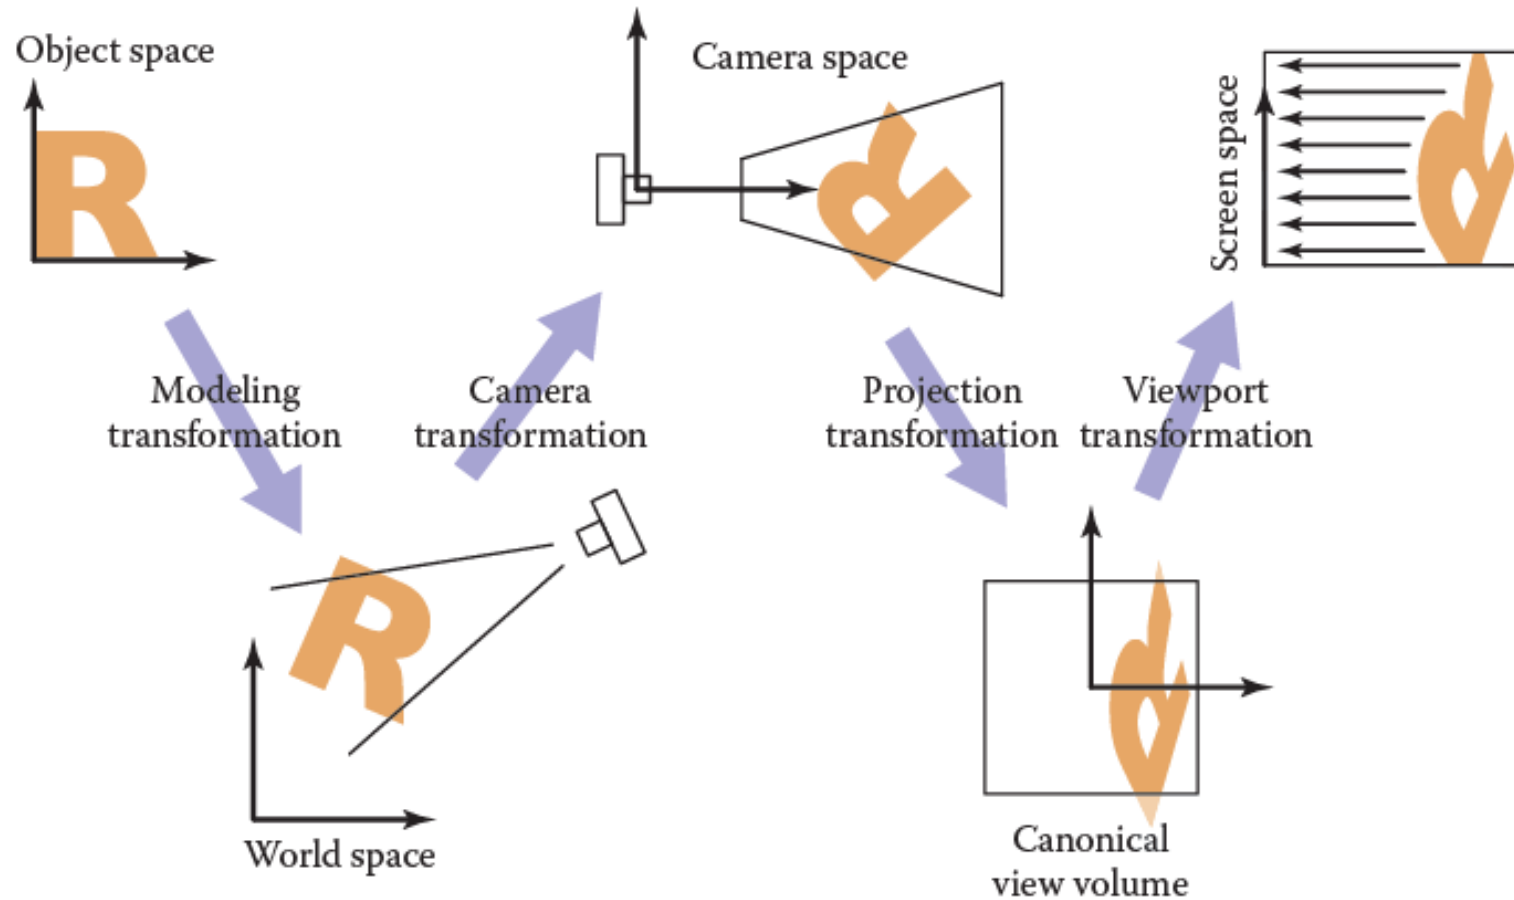 Object space
Camera space
Screen space
Modeling
transformation
Camera
transformation
Projection
transformation
Viewport
transformation
R
R
R
World space
Canonical
view volume
R
R